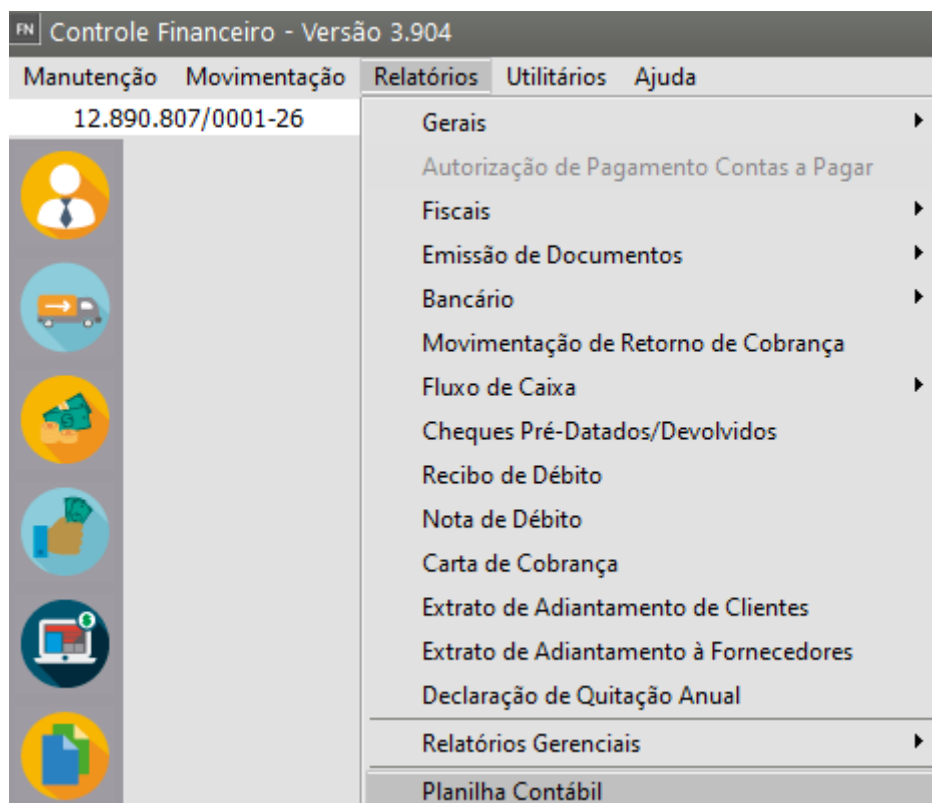 FN Controle Financeiro - Versão 3.904
Manutenção Movimentação Relatórios Utilitários Ajuda
12.890.807/0001-26
Gerais
Autorização de Pagamento Contas a Pagar
Fiscais
Emissão de Documentos
Bancário
Movimentação de Retorno de Cobrança
Fluxo de Caixa
Cheques Pré-Datados/Devolvidos
Recibo de Débito
Nota de Débito
Carta de Cobrança
Extrato de Adiantamento de Clientes
Extrato de Adiantamento à Fornecedores
Declaração de Quitação Anual
Relatórios Gerenciais
Planilha Contábil